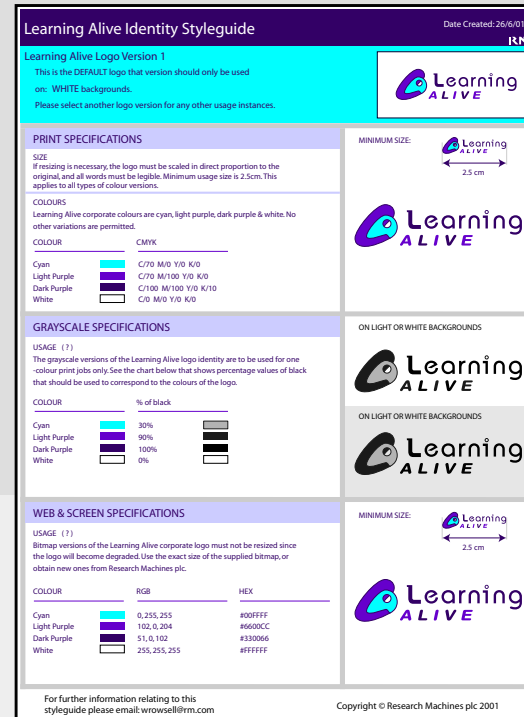 Learning Alive Identity Styleguide
Date Created: 26/6/01
RM
Learning Alive Logo Version 1
This is the DEFAULT logo that version should only be used
on: WHITE backgrounds.
Please select another logo version for any other usage instances.
Learning
ALIVE
PRINT SPECIFICATIONS
SIZE
If resizing is necessary, the logo must be scaled in direct proportion to the
original, and all words must be legible. Minimum usage size is 2.5cm. This
applies to all types of colour versions.
COLOURS
Learning Alive corporate colours are cyan, light purple, dark purple & white. No
other variations are permitted.
COLOUR CMYK
Cyan C/70 M/0 Y/0 K/0
Light Purple C/70 M/100 Y/0 K/0
Dark Purple C/100 M/100 Y/0 K/10
White C/0 M/0 Y/0 K/0
MINIMUM SIZE:
Learning
ALIVE
2.5 cm
Learning
ALIVE
GRAYSCALE SPECIFICATIONS
USAGE (?)
The grayscale versions of the Learning Alive logo identity are to be used for one
-colour print jobs only. See the chart below that shows percentage values of black
that should be used to correspond to the colours of the logo.
COLOUR % of black
Cyan 30%
Light Purple 90%
Dark Purple 100%
White 0%
ON LIGHT OR WHITE BACKGROUNDS
Learning
ALIVE
ON LIGHT OR WHITE BACKGROUNDS
Learning
ALIVE
WEB & SCREEN SPECIFICATIONS
USAGE (?)
Bitmap versions of the Learning Alive corporate logo must not be resized since
the logo will become degraded. Use the exact size of the supplied bitmap, or
obtain new ones from Research Machines plc.
COLOUR RGB HEX
Cyan 0, 255, 255 #00FFFF
Light Purple 102, 0, 204 #6600CC
Dark Purple 51, 0, 102 #330066
White 255, 255, 255 #FFFFFF
MINIMUM SIZE:
Learning
ALIVE
2.5 cm
Learning
ALIVE
For further information relating to this
styleguide please email: wrowsell@rm.com
Copyright © Research Machines plc 2001